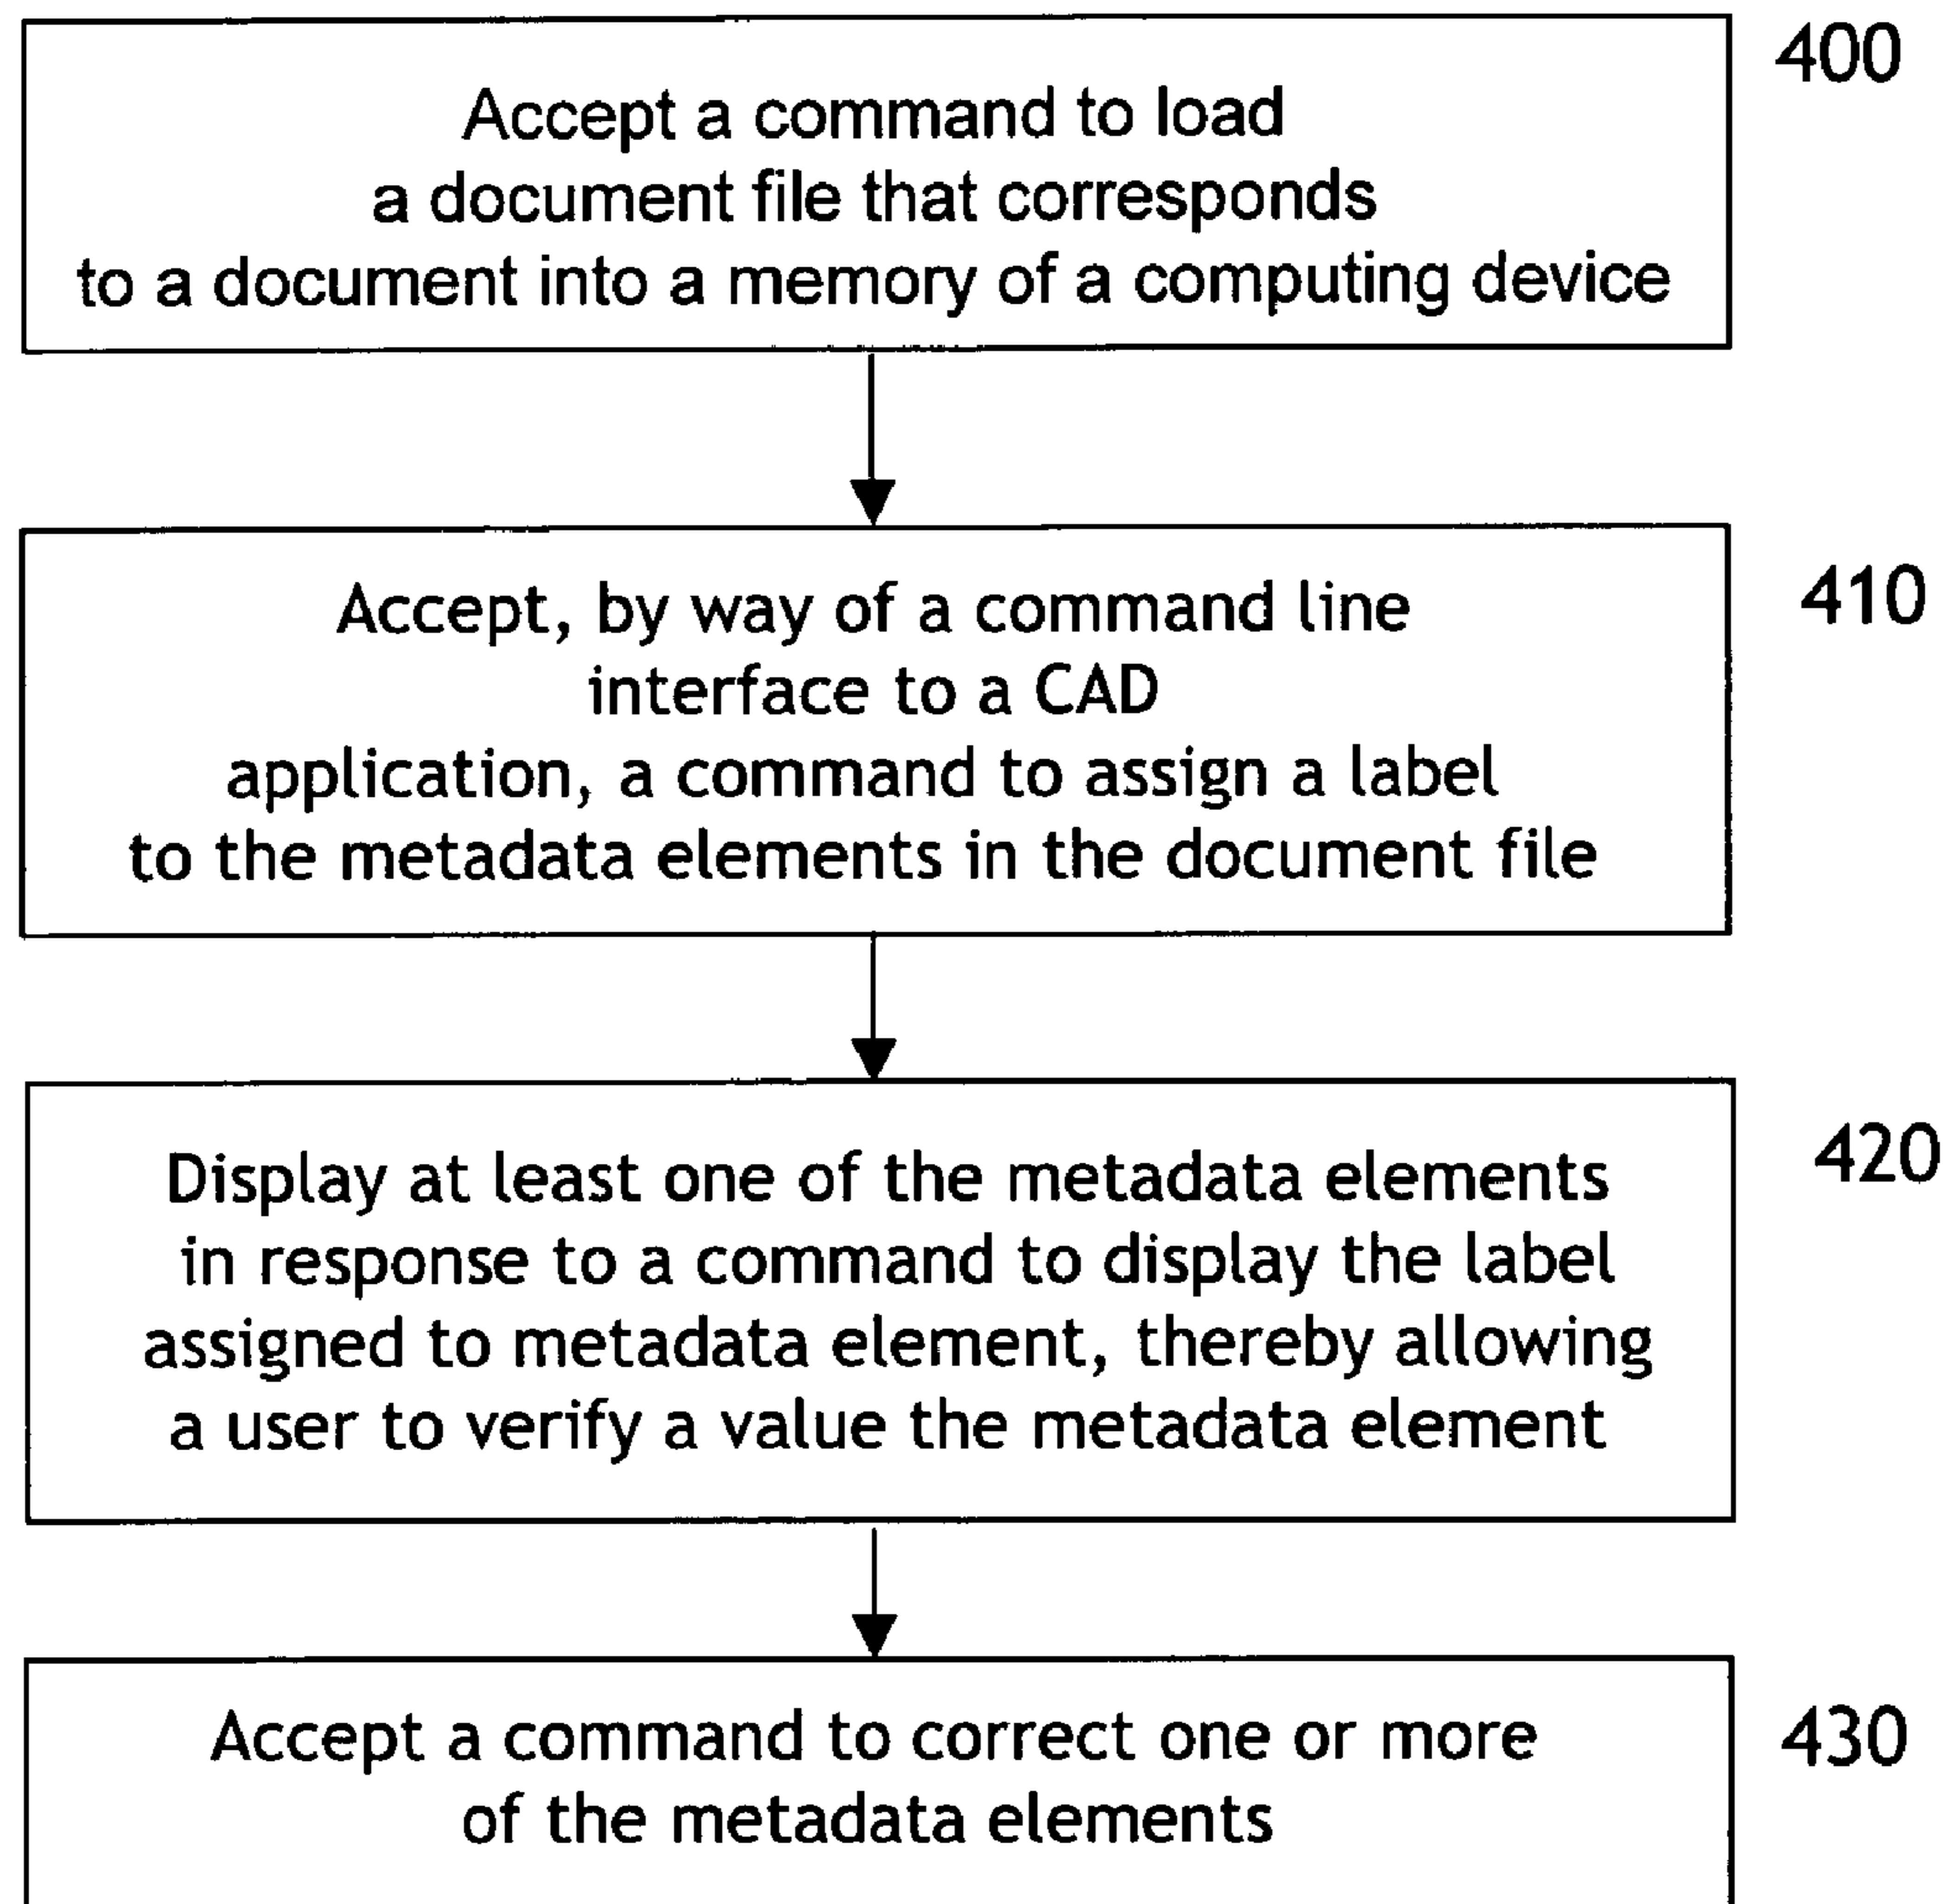 400
Accept a command to load
a document file that corresponds
to a document into a memory of a computing device
410
Accept, by way of a command line
interface to a CAD
application, a command to assign a label
to the metadata elements in the document file
420
Display at least one of the metadata elements
in response to a command to display the label
assigned to metadata element, thereby allowing
a user to verify a value the metadata element
430
Accept a command to correct one or more
of the metadata elements